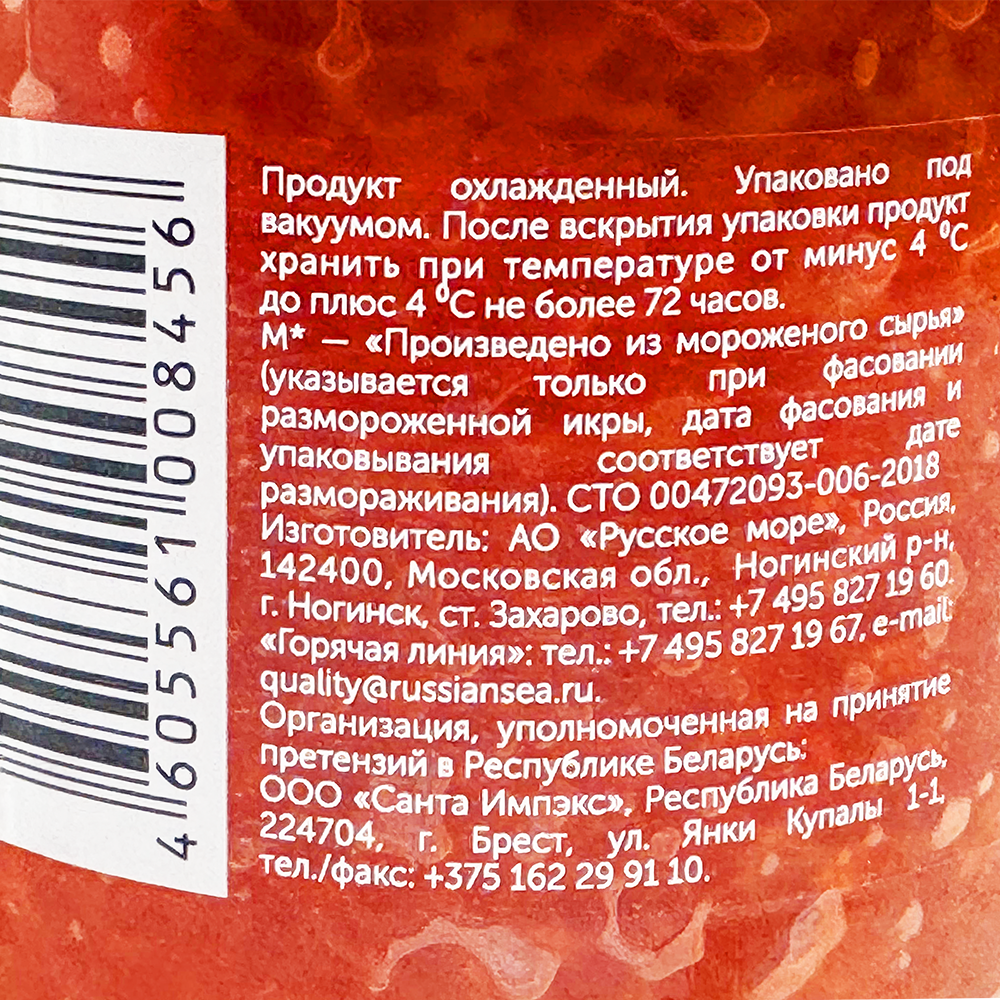 Продукт охлажденный. Упаковано под
вакуумом. После вскрытия упаковки продукт
хранить при температуре от минус 4 ⁰С
до плюс 4 ⁰С не более 72 часов.
М* — «Произведено из мороженого сырья»
(указывается только при фасовании
размороженной икры, дата фасования и
упаковывания соответствует дате
размораживания). СТО 00472093-006-2018
Изготовитель: АО «Русское море», Россия,
142400, Московская обл., Ногинский р-н,
г. Ногинск, ст. Захарово, тел.: +7 495 827 19 60.
«Горячая линия»: тел.: +7 495 827 19 67, e-mail:
quality@russiansea.ru.
Организация, уполномоченная на принятие
претензий в Республике Беларусь:
ООО «Санта Импэкс», Республика Беларусь,
224704, г. Брест, ул. Янки Купалы 1-1,
тел./факс: +375 162 29 91 10.
4 605561 008456